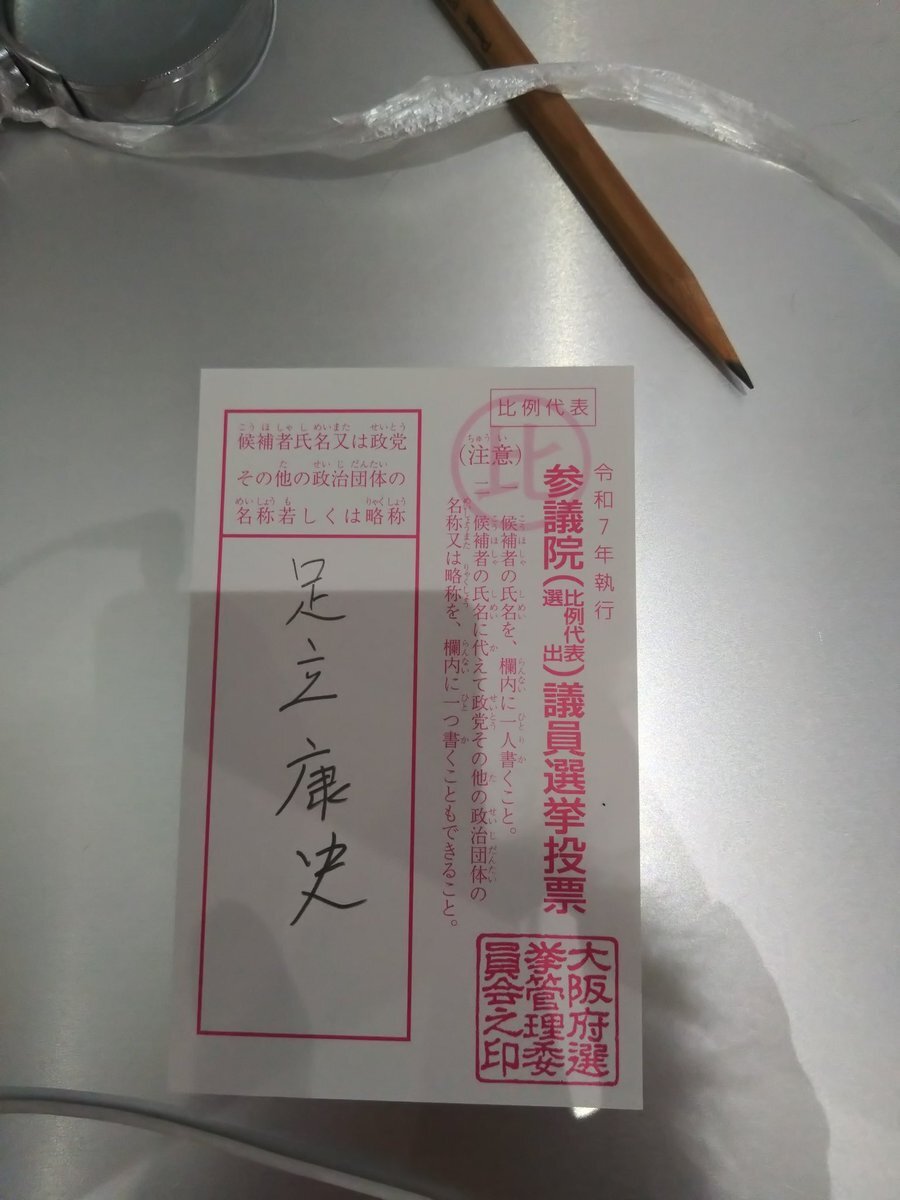 比例代表
令和7年執行
参議院(比例代表選出)議員選挙投票
(注意)
一 候補者の氏名を、欄内に一人書くこと。
二 候補者の氏名に代えて政党その他の政治団体の
名称又は略称を、欄内に一つ書くこともできること。
大阪府選
挙管理委
員会之印
候補者氏名又は政党
その他の政治団体の
名称若しくは略称
足立康史